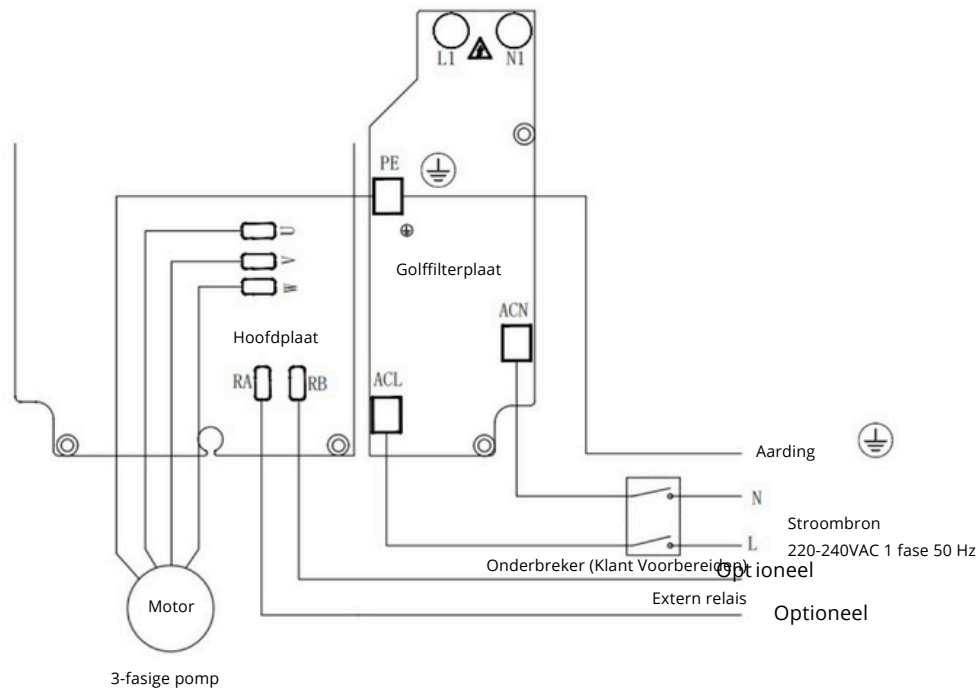 L1 N1
PE
U
V
W
Golffilterplaat
ACN
Hoofdplaat
RA RB
ACL
Aarding
N
Stroombron
L
220-240VAC 1 fase 50 Hz
Onderbreker (Klant Voorbereiden)
Optioneel
Extern relais
Optioneel
Motor
3-fasige pomp